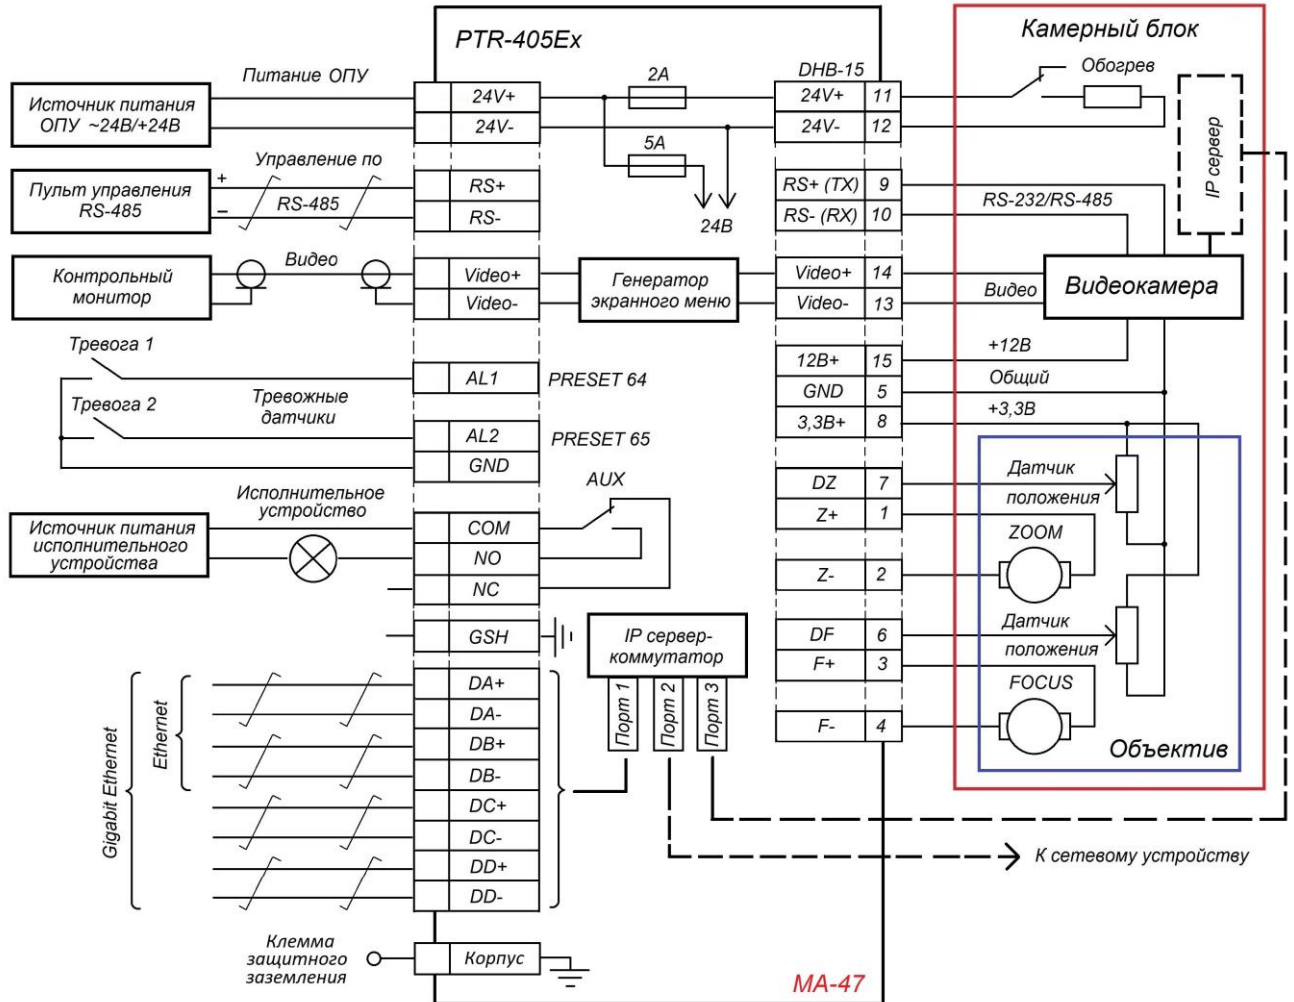 PTR-405Ex
Питание ОПУ
Источник питания
ОПУ ~24В/+24В
24V+
24V-
2A
5A
24В
DHB-15
24V+ 11
24V- 12
Камерный блок
Обогрев
IP сервер
Управление по
RS-485
Пульт управления
RS-485
+
–
RS+
RS-
RS+ (TX) 9
RS- (RX) 10
RS-232/RS-485
Контрольный
монитор
Видео
Video+
Video-
Генератор
экранного меню
Video+ 14
Video- 13
Видео
Видеокамера
Тревога 1
Тревога 2
Тревожные
датчики
AL1
PRESET 64
AL2
PRESET 65
GND
12В+ 15
GND 5
3,3В+ 8
+12В
Общий
+3,3В
DZ 7
Z+ 1
Z- 2
DF 6
F+ 3
F- 4
Датчик
положения
ZOOM
Датчик
положения
FOCUS
Объектив
Исполнительное
устройство
Источник питания
исполнительного
устройства
COM
NO
NC
AUX
GSH
IP сервер-
коммутатор
Порт 1
Порт 2
Порт 3
Gigabit Ethernet
Ethernet
DA+
DA-
DB+
DB-
DC+
DC-
DD+
DD-
К сетевому устройству
Клемма
защитного
заземления
Корпус
МА-47